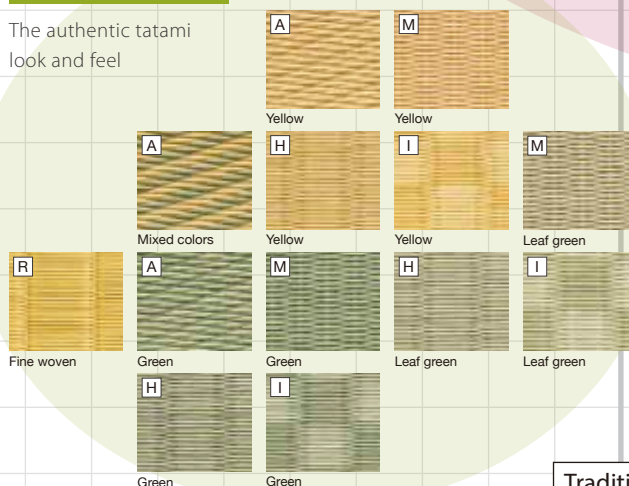 The authentic tatami
look and feel
A
M
Yellow
Yellow
A
H
I
M
Mixed colors
Yellow
Yellow
Leaf green
R
A
M
H
I
Fine woven
Green
Green
Leaf green
Leaf green
H
I
Green
Green